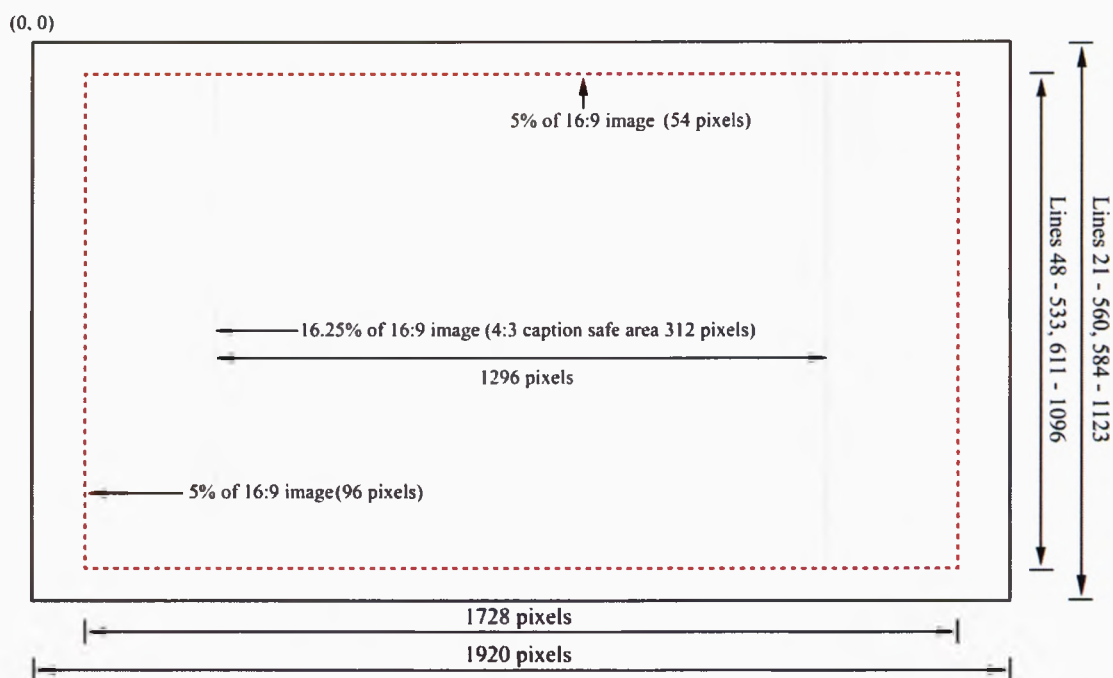 (0, 0)
5% of 16:9 image (54 pixels)
16.25% of 16:9 image (4:3 caption safe area 312 pixels)
1296 pixels
5% of 16:9 image(96 pixels)
1728 pixels
1920 pixels
Lines 48 - 533, 611 - 1096
Lines 21 - 560, 584 - 1123